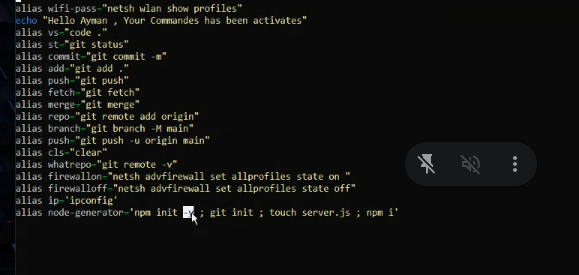 alias wifi-pass="netsh wlan show profiles"
echo "Hello Ayman , Your Commandes has been activates"
alias vs="code ."
alias st="git status"
alias commit="git commit -m"
alias add="git add ."
alias push="git push"
alias fetch="git fetch"
alias merge="git merge"
alias repo="git remote add origin"
alias branch="git branch -M main"
alias push="git push -u origin main"
alias cls="clear"
alias whatrepo="git remote -v"
alias firewallon="netsh advfirewall set allprofiles state on "
alias firewalloff="netsh advfirewall set allprofiles state off"
alias ip='ipconfig'
alias node-generator='npm init -y ; git init ; touch server.js ; npm i'